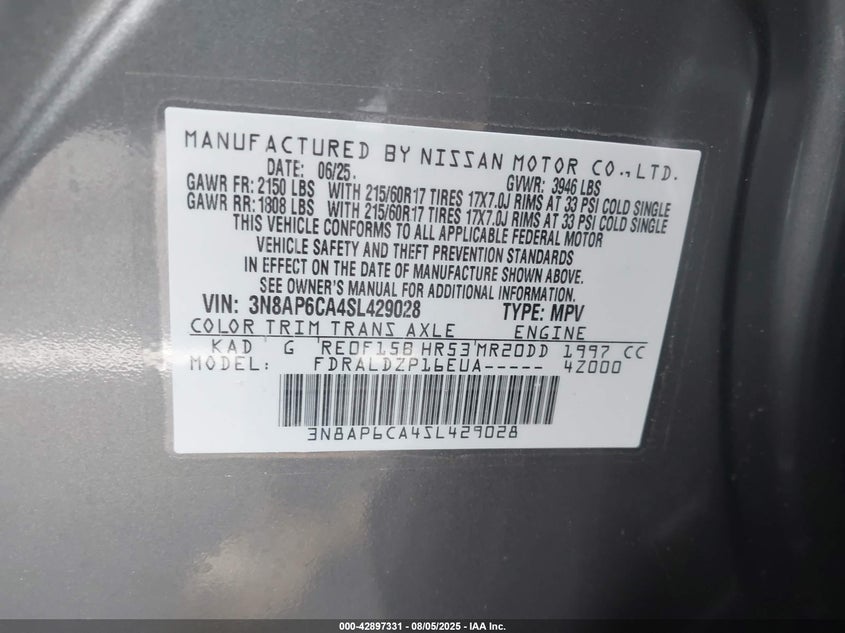 MANUFACTURED BY NISSAN MOTOR CO., LTD.
DATE: 06/25. GVWR: 3946 LBS
GAWR FR: 2150 LBS WITH 215/60R17 TIRES 17X7.0J RIMS AT 33 PSI COLD SINGLE
GAWR RR: 1808 LBS WITH 215/60R17 TIRES 17X7.0J RIMS AT 33 PSI COLD SINGLE
THIS VEHICLE CONFORMS TO ALL APPLICABLE FEDERAL MOTOR
VEHICLE SAFETY AND THEFT PREVENTION STANDARDS
IN EFFECT ON THE DATE OF MANUFACTURE SHOWN ABOVE.
SEE OWNER'S MANUAL FOR ADDITIONAL INFORMATION.
VIN: 3N8AP6CA4SL429028 TYPE: MPV
COLOR TRIM TRANS AXLE ENGINE
KAD G RE0F15B HR53 MR20DD 1997 CC
MODEL: FDRALDZP16EUA----- 4Z000
3N8AP6CA4SL429028
000-42897331 - 08/05/2025 - IAA Inc.